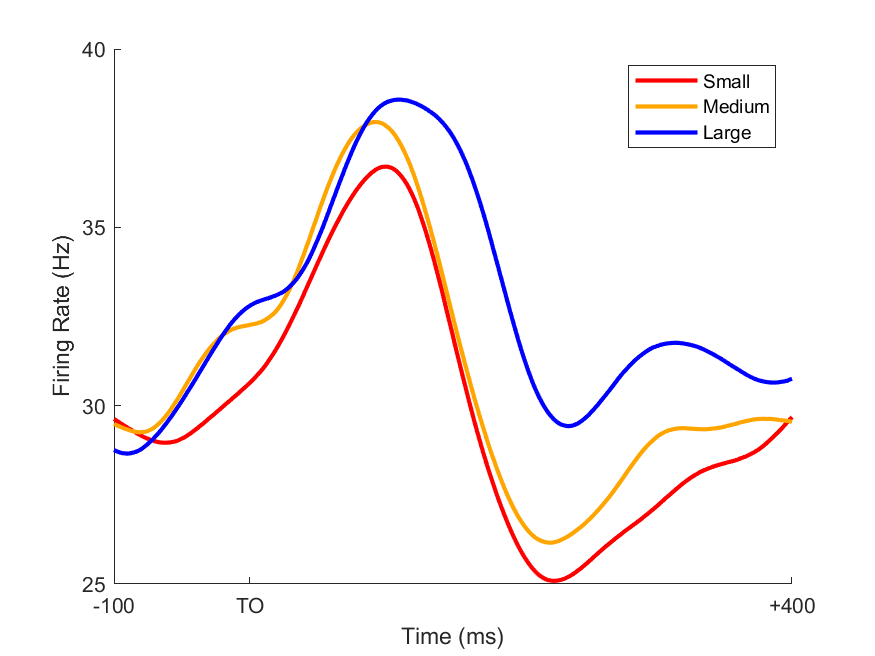 40
35
30
25
Firing Rate (Hz)
Small
Medium
Large
-100
TO
+400
Time (ms)